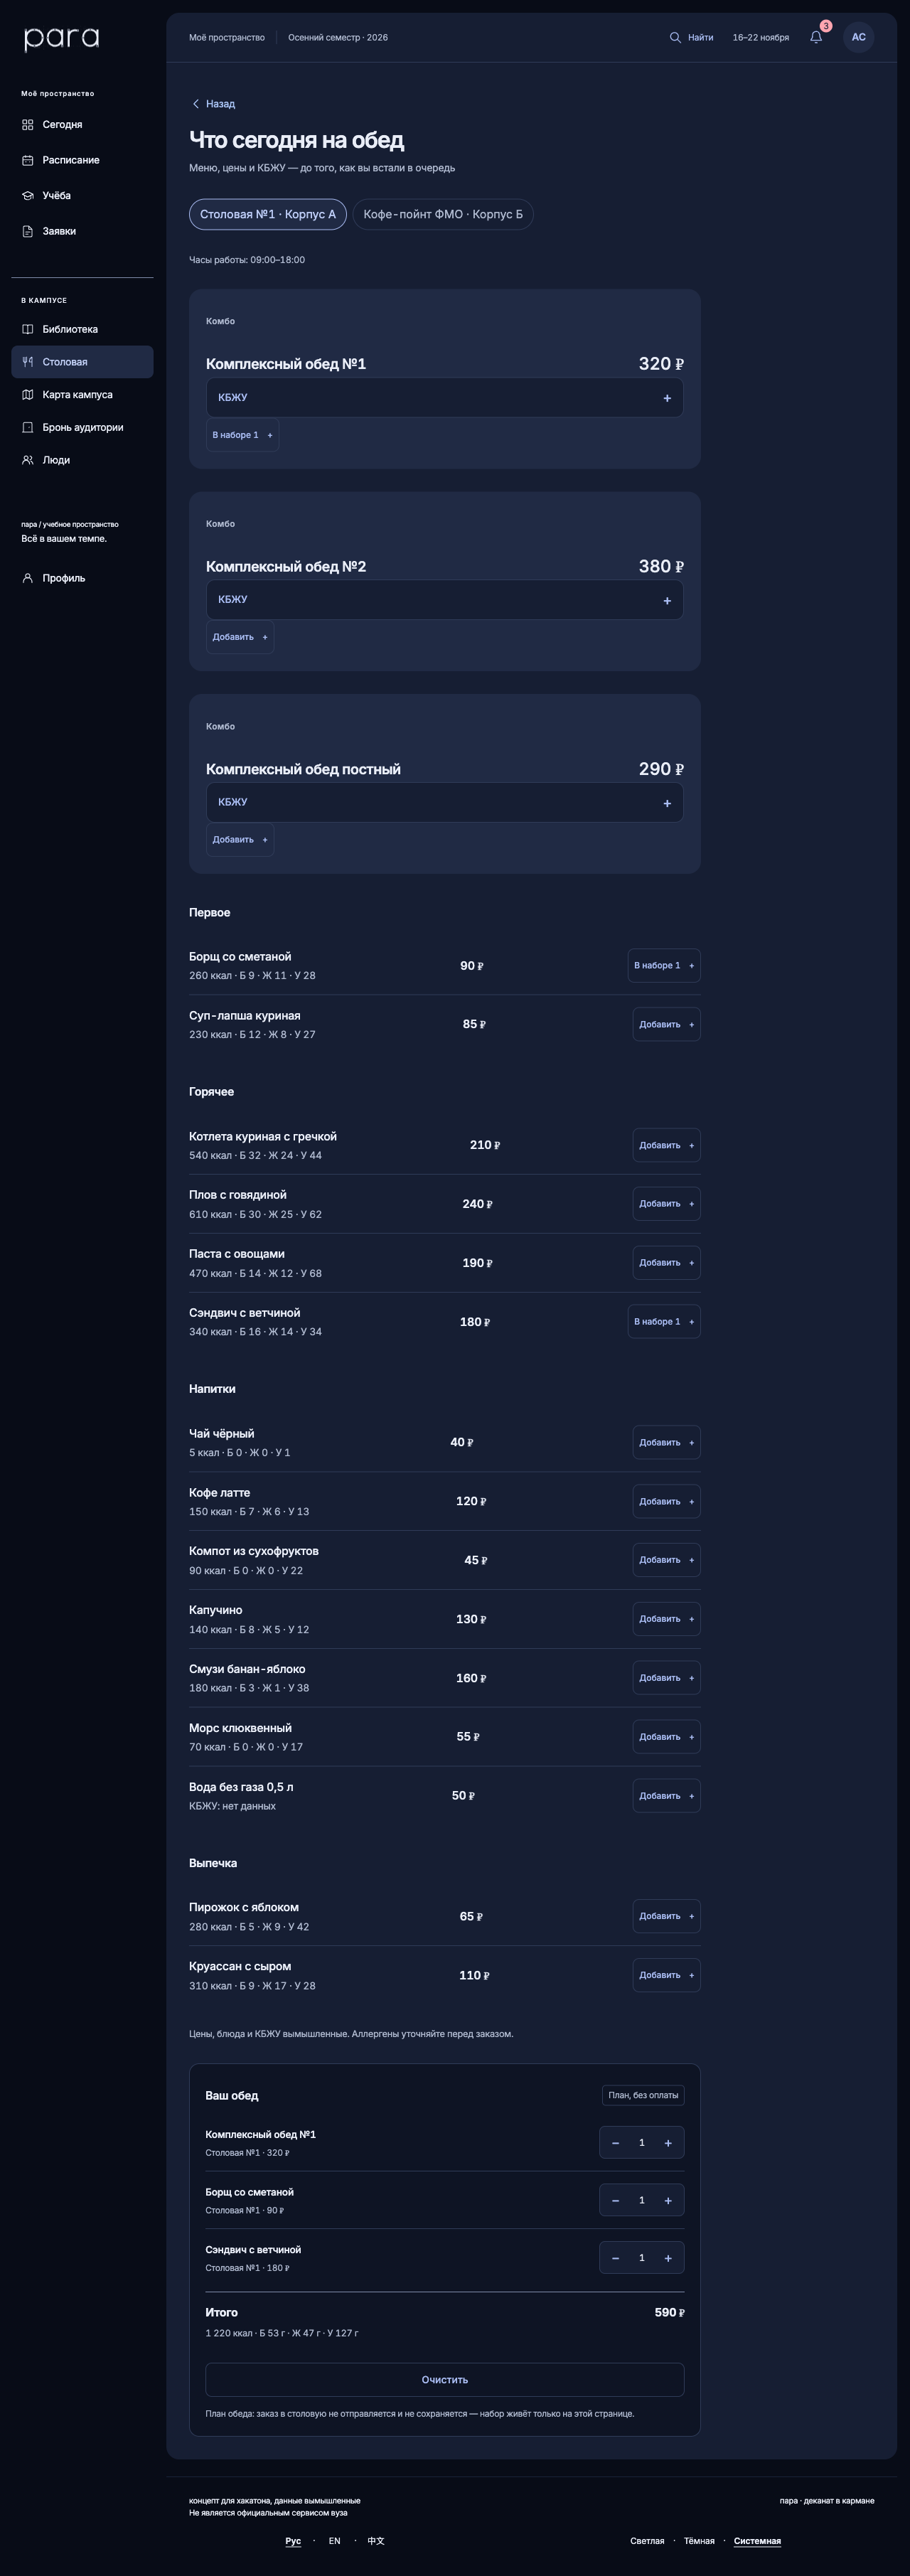 para
Моё пространство
Сегодня
Расписание
Учёба
Заявки
В КАМПУСЕ
Библиотека
Столовая
Карта кампуса
Бронь аудитории
Люди
пара / учебное пространство
Всё в вашем темпе.
Профиль
Моё пространство
Осенний семестр · 2026
Найти
16–22 ноября
3
АС
Назад
Что сегодня на обед
Меню, цены и КБЖУ — до того, как вы встали в очередь
Столовая №1 · Корпус А
Кофе-пойнт ФМО · Корпус Б
Часы работы: 09:00–18:00
Комбо
Комплексный обед №1
320 ₽
КБЖУ +
В наборе 1 +
Комбо
Комплексный обед №2
380 ₽
КБЖУ +
Добавить +
Комбо
Комплексный обед постный
290 ₽
КБЖУ +
Добавить +
Первое
Борщ со сметаной
260 ккал · Б 9 · Ж 11 · У 28
90 ₽
В наборе 1 +
Суп-лапша куриная
230 ккал · Б 12 · Ж 8 · У 27
85 ₽
Добавить +
Горячее
Котлета куриная с гречкой
540 ккал · Б 32 · Ж 24 · У 44
210 ₽
Добавить +
Плов с говядиной
610 ккал · Б 30 · Ж 25 · У 62
240 ₽
Добавить +
Паста с овощами
470 ккал · Б 14 · Ж 12 · У 68
190 ₽
Добавить +
Сэндвич с ветчиной
340 ккал · Б 16 · Ж 14 · У 34
180 ₽
В наборе 1 +
Напитки
Чай чёрный
5 ккал · Б 0 · Ж 0 · У 1
40 ₽
Добавить +
Кофе латте
150 ккал · Б 7 · Ж 6 · У 13
120 ₽
Добавить +
Компот из сухофруктов
90 ккал · Б 0 · Ж 0 · У 22
45 ₽
Добавить +
Капучино
140 ккал · Б 8 · Ж 5 · У 12
130 ₽
Добавить +
Смузи банан-яблоко
180 ккал · Б 3 · Ж 1 · У 38
160 ₽
Добавить +
Морс клюквенный
70 ккал · Б 0 · Ж 0 · У 17
55 ₽
Добавить +
Вода без газа 0,5 л
КБЖУ: нет данных
50 ₽
Добавить +
Выпечка
Пирожок с яблоком
280 ккал · Б 5 · Ж 9 · У 42
65 ₽
Добавить +
Круассан с сыром
310 ккал · Б 9 · Ж 17 · У 28
110 ₽
Добавить +
Цены, блюда и КБЖУ вымышленные. Аллергены уточняйте перед заказом.
Ваш обед
План, без оплаты
Комплексный обед №1
Столовая №1 · 320 ₽
− 1 +
Борщ со сметаной
Столовая №1 · 90 ₽
− 1 +
Сэндвич с ветчиной
Столовая №1 · 180 ₽
− 1 +
Итого
590 ₽
1 220 ккал · Б 53 г · Ж 47 г · У 127 г
Очистить
План обеда: заказ в столовую не отправляется и не сохраняется — набор живёт только на этой странице.
концепт для хакатона, данные вымышленные
Не является официальным сервисом вуза
пара · деканат в кармане
Рус · EN · 中文
Светлая · Тёмная · Системная